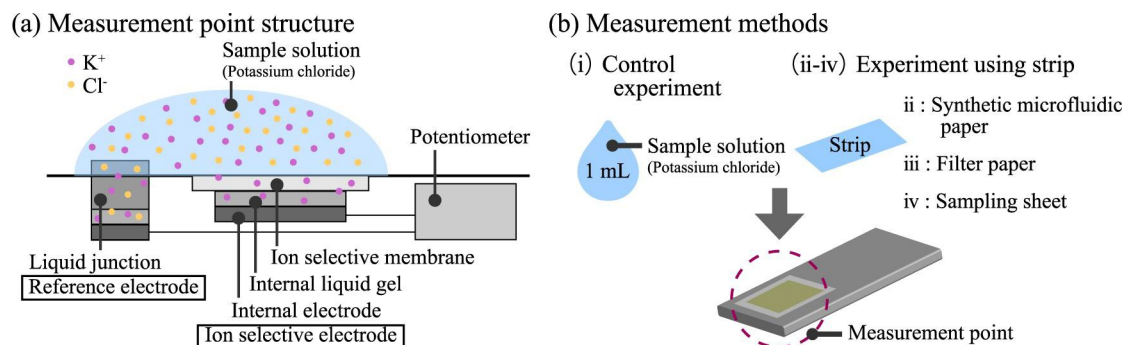 (a) Measurement point structure
K+
Cl-
Sample solution
(Potassium chloride)
Potentiometer
Liquid junction
Reference electrode
Ion selective membrane
Internal liquid gel
Internal electrode
Ion selective electrode
(b) Measurement methods
(i) Control
experiment
1 mL
Sample solution
(Potassium chloride)
(ii-iv) Experiment using strip
Strip
ii : Synthetic microfluidic
paper
iii : Filter paper
iv : Sampling sheet
Measurement point